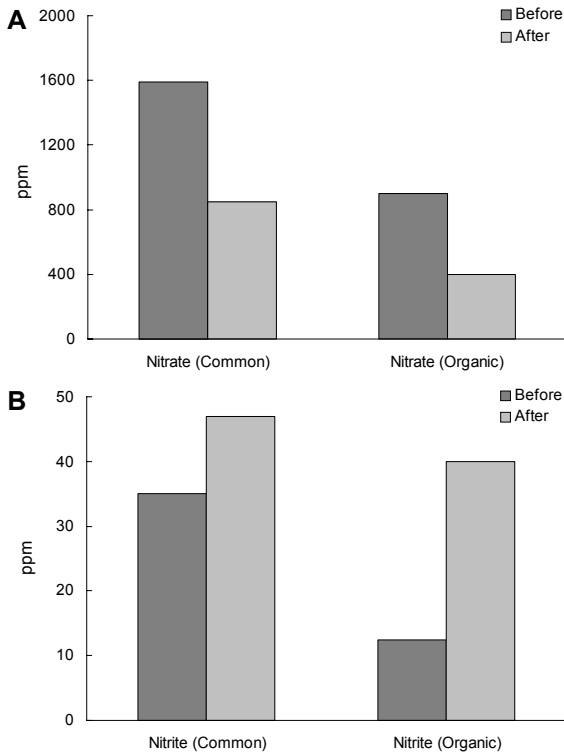 A
2000
Before
After
1600
1200
ppm
800
400
0
Nitrate (Common) Nitrate (Organic)
B
50
Before
After
40
30
ppm
20
10
0
Nitrite (Common) Nitrite (Organic)